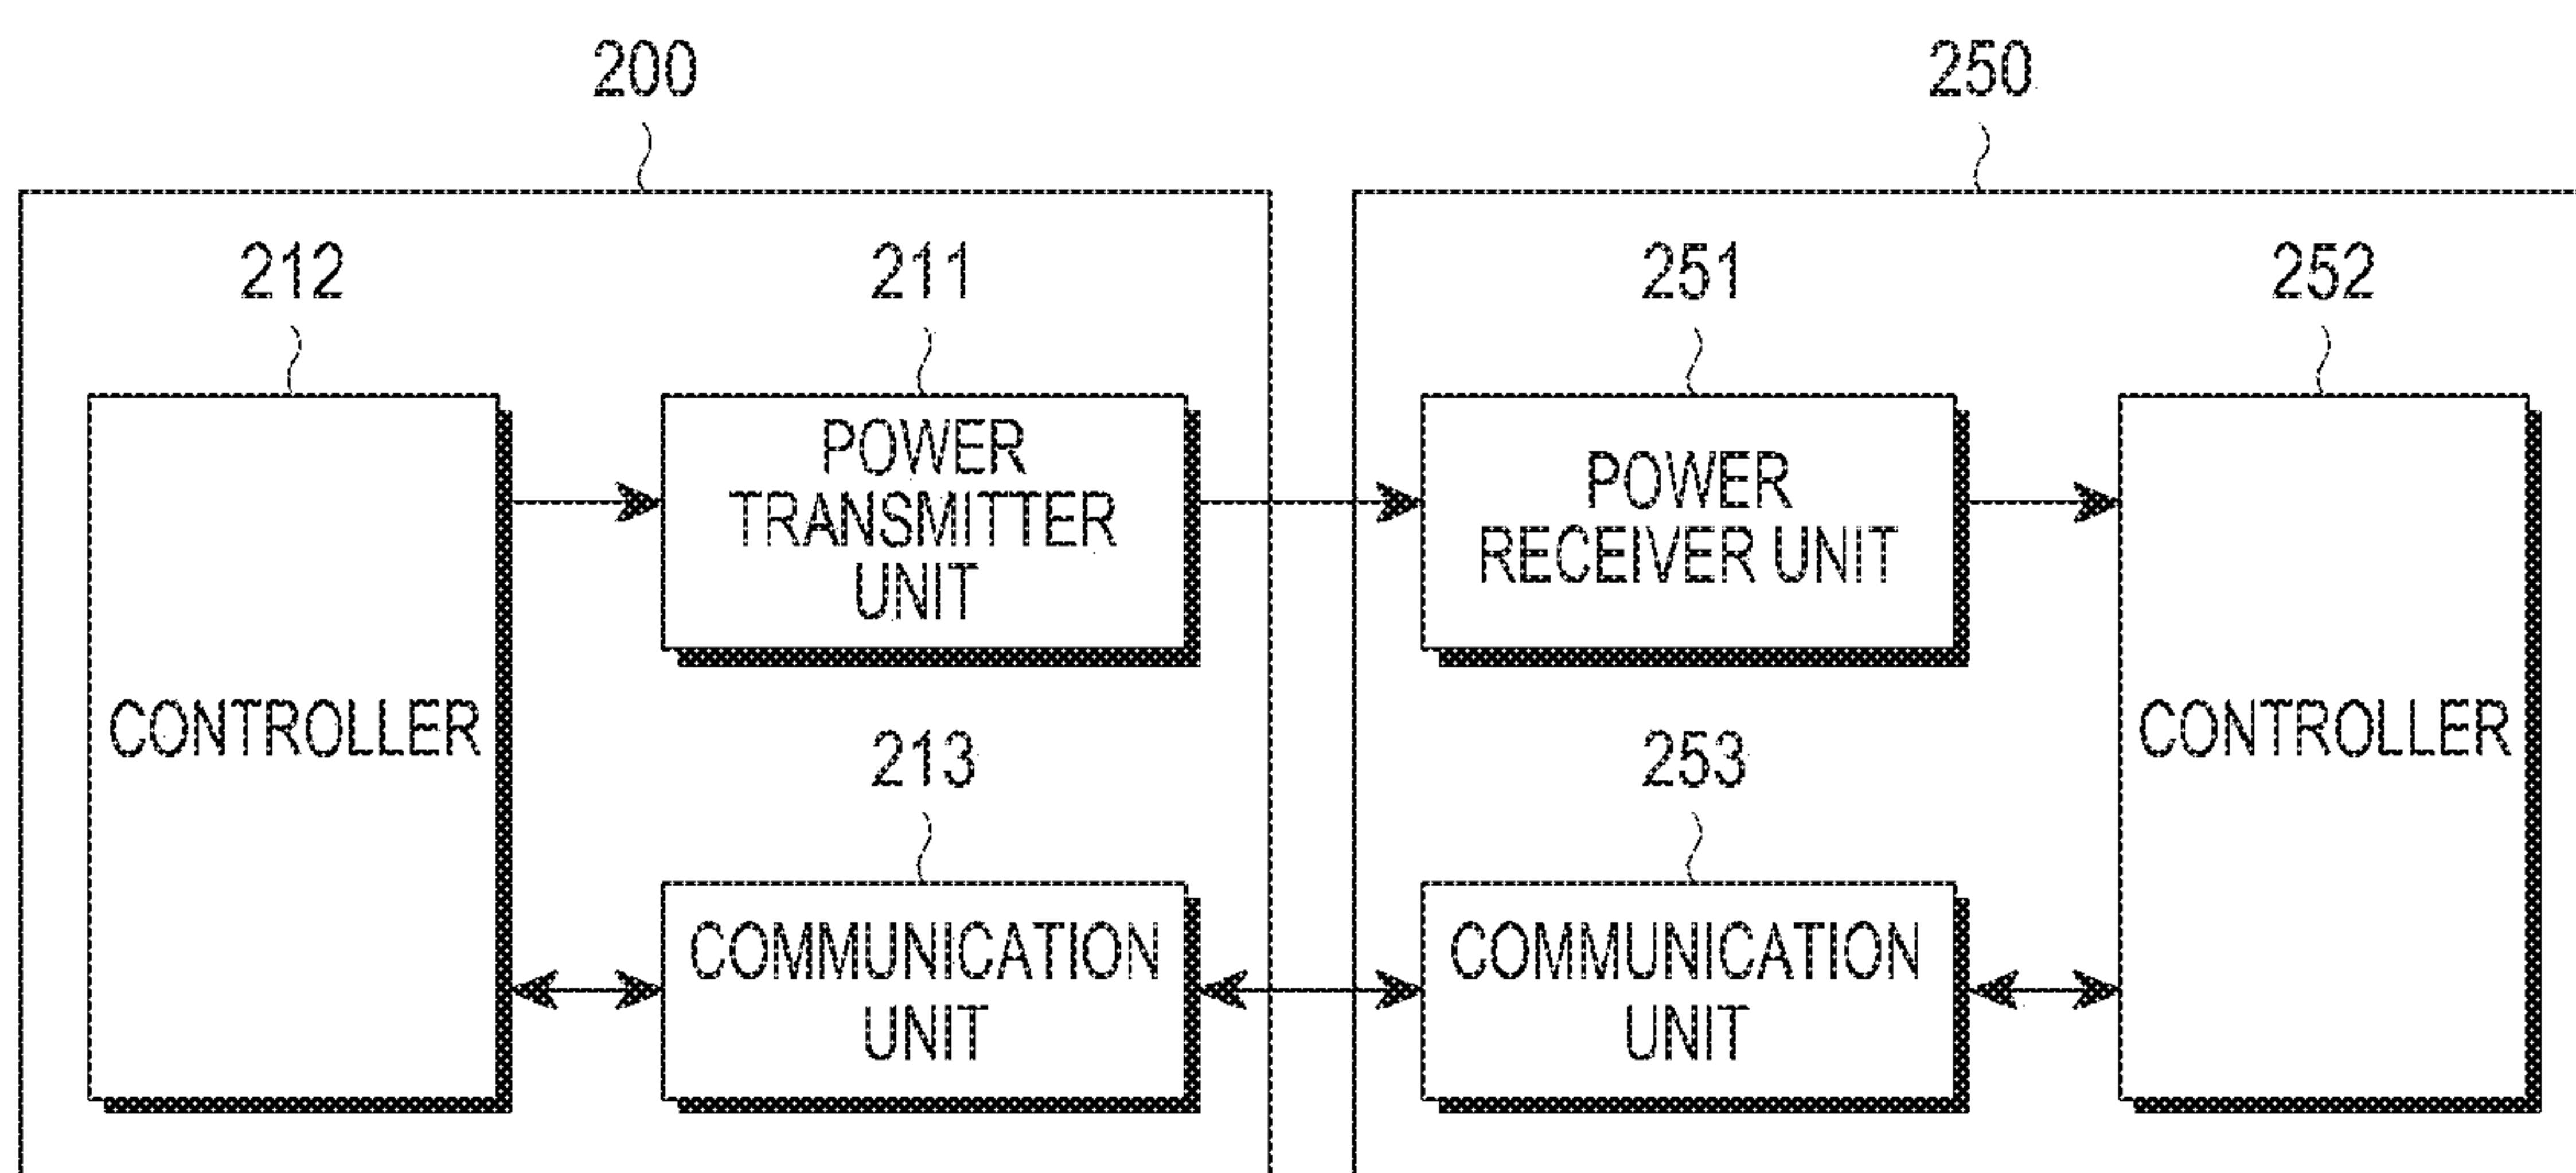 200
250
212
211
251
252
POWER
TRANSMITTER
UNIT
POWER
RECEIVER UNIT
CONTROLLER
213
253
CONTROLLER
COMMUNICATION
UNIT
COMMUNICATION
UNIT